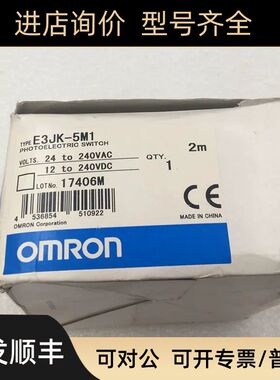 进店询价 型号齐全
TYPE E3JK-5M1
PHOTOELECTRIC SWITCH
VOLTS. 24 to 240VAC
12 to 240VDC
QTY.
1
2m
LOT No. 17406M
4 536854 510922
OMRON Corporation
MADE IN CHINA
OMRON
发顺丰
可对公 可开专票/普